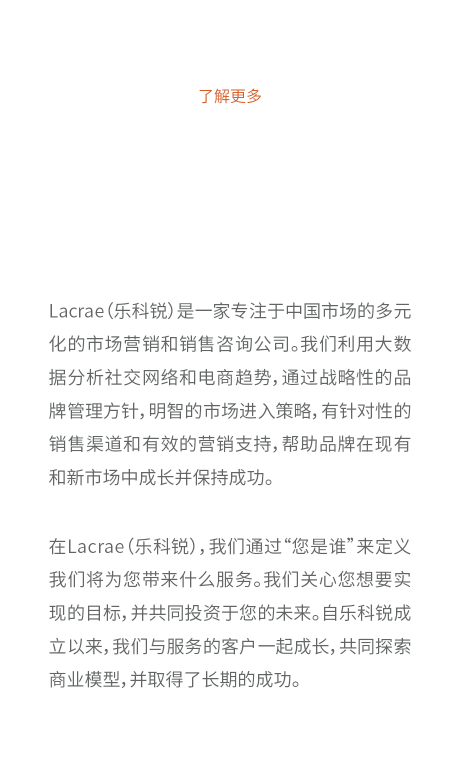 了解更多
Lacrae（乐科锐）是一家专注于中国市场的多元
化的市场营销和销售咨询公司。我们利用大数
据分析社交网络和电商趋势，通过战略性的品
牌管理方针，明智的市场进入策略，有针对性的
销售渠道和有效的营销支持，帮助品牌在现有
和新市场中成长并保持成功。
在Lacrae（乐科锐），我们通过“您是谁”来定义
我们将为您带来什么服务。我们关心您想要实
现的目标，并共同投资于您的未来。自乐科锐成
立以来，我们与服务的客户一起成长，共同探索
商业模型，并取得了长期的成功。